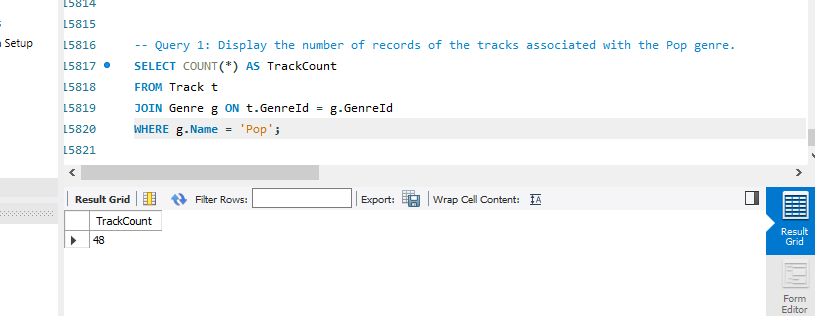 15814
15815
Setup
15816 -- Query 1: Display the number of records of the tracks associated with the Pop genre.
15817 SELECT COUNT(*) AS TrackCount
15818 FROM Track t
15819 JOIN Genre g ON t.GenreId = g.GenreId
15820 WHERE g.Name = 'Pop';
15821
Result Grid Filter Rows: Export: Wrap Cell Content:
TrackCount
48
Result
Grid
Form
Editor